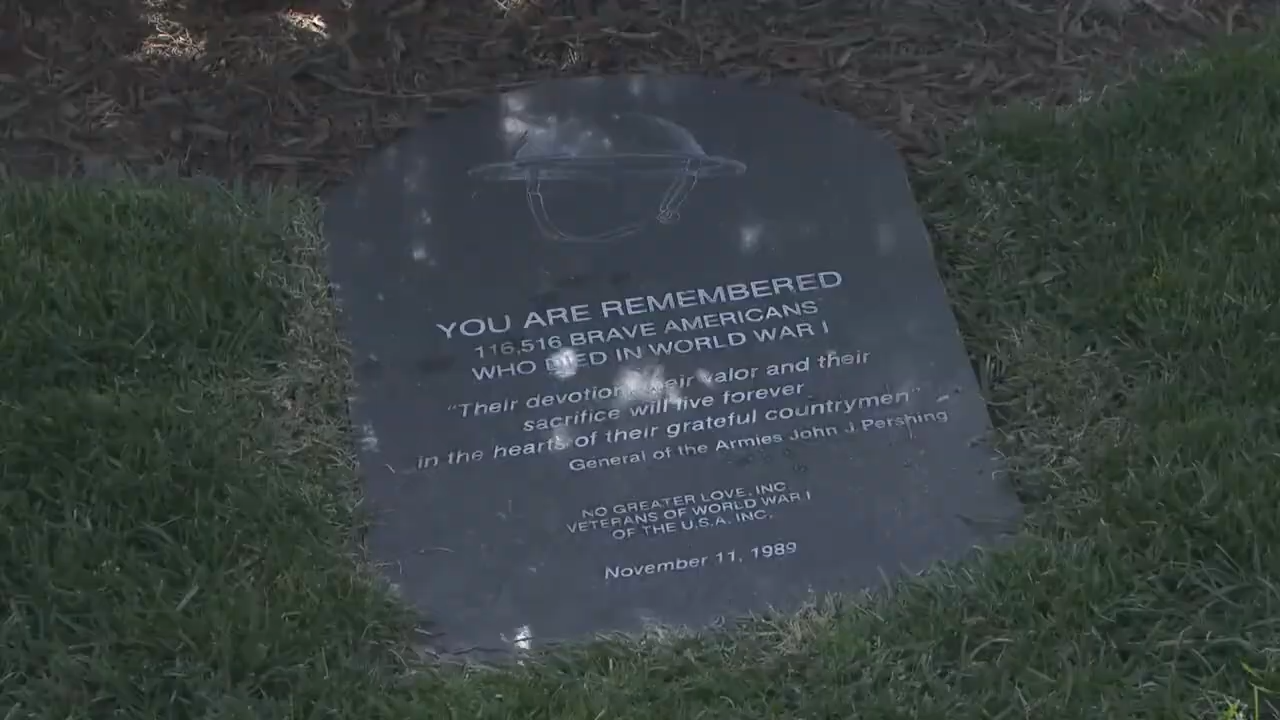 YOU ARE REMEMBERED
116,516 BRAVE AMERICANS
WHO DIED IN WORLD WAR I
"Their devotion, their valor and their
sacrifice will live forever
in the hearts of their grateful countrymen"
General of the Armies John J. Pershing
NO GREATER LOVE, INC
VETERANS OF WORLD WAR I
OF THE U.S.A. INC.
November 11, 1989